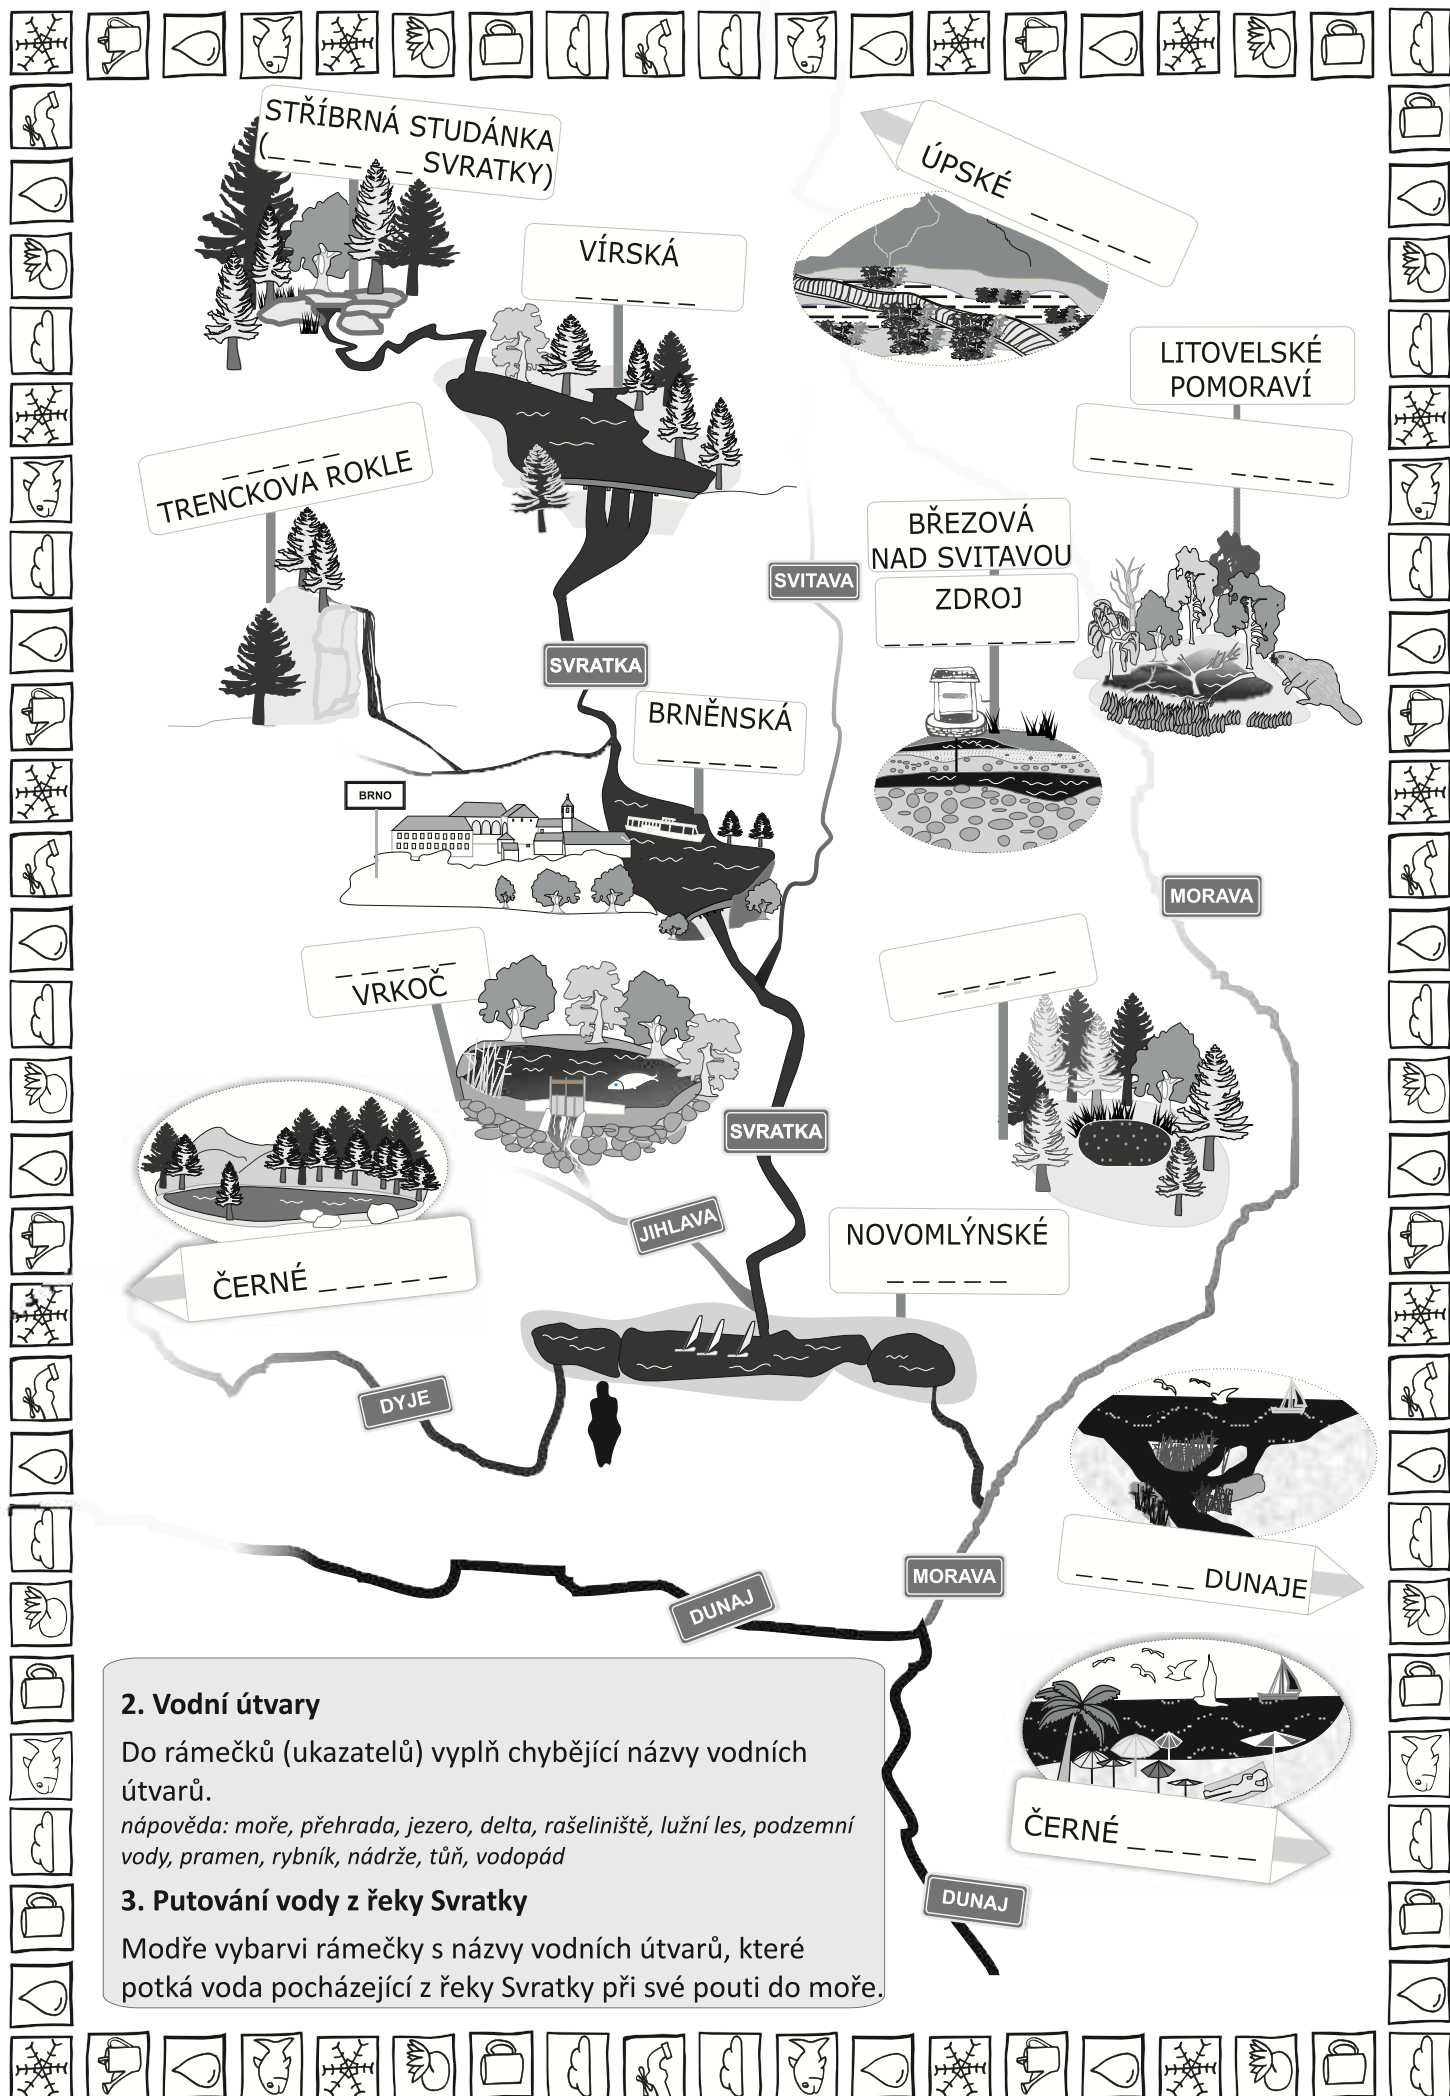 STŘÍBRNÁ STUDÁNKA
(_ _ _ _ _ _ _ SVRATKY)
ÚPSKÉ _ _ _ _ _
VÍRSKÁ
_ _ _ _ _ _
LITOVELSKÉ
POMORAVÍ
_ _ _ _ _ _ _ _ _ _
_ _ _ _ _ _
TRENCKOVA ROKLE
BŘEZOVÁ
NAD SVITAVOU
ZDROJ
_ _ _ _ _ _ _ _
SVITAVA
SVRATKA
BRNĚNSKÁ
_ _ _ _ _ _
BRNO
MORAVA
_ _ _ _ _ _
VRKOČ
_ _ _ _ _
SVRATKA
JIHLAVA
NOVOMLÝNSKÉ
_ _ _ _ _
ČERNÉ _ _ _ _ _
DYJE
_ _ _ _ _ DUNAJE
MORAVA
DUNAJ
ČERNÉ _ _ _ _ _
DUNAJ
2. Vodní útvary
Do rámečků (ukazatelů) vyplň chybějící názvy vodních
útvarů.
nápověda: moře, přehrada, jezero, delta, rašeliniště, lužní les, podzemní
vody, pramen, rybník, nádrže, tůň, vodopád
3. Putování vody z řeky Svratky
Modře vybarvi rámečky s názvy vodních útvarů, které
potká voda pocházející z řeky Svratky při své pouti do moře.